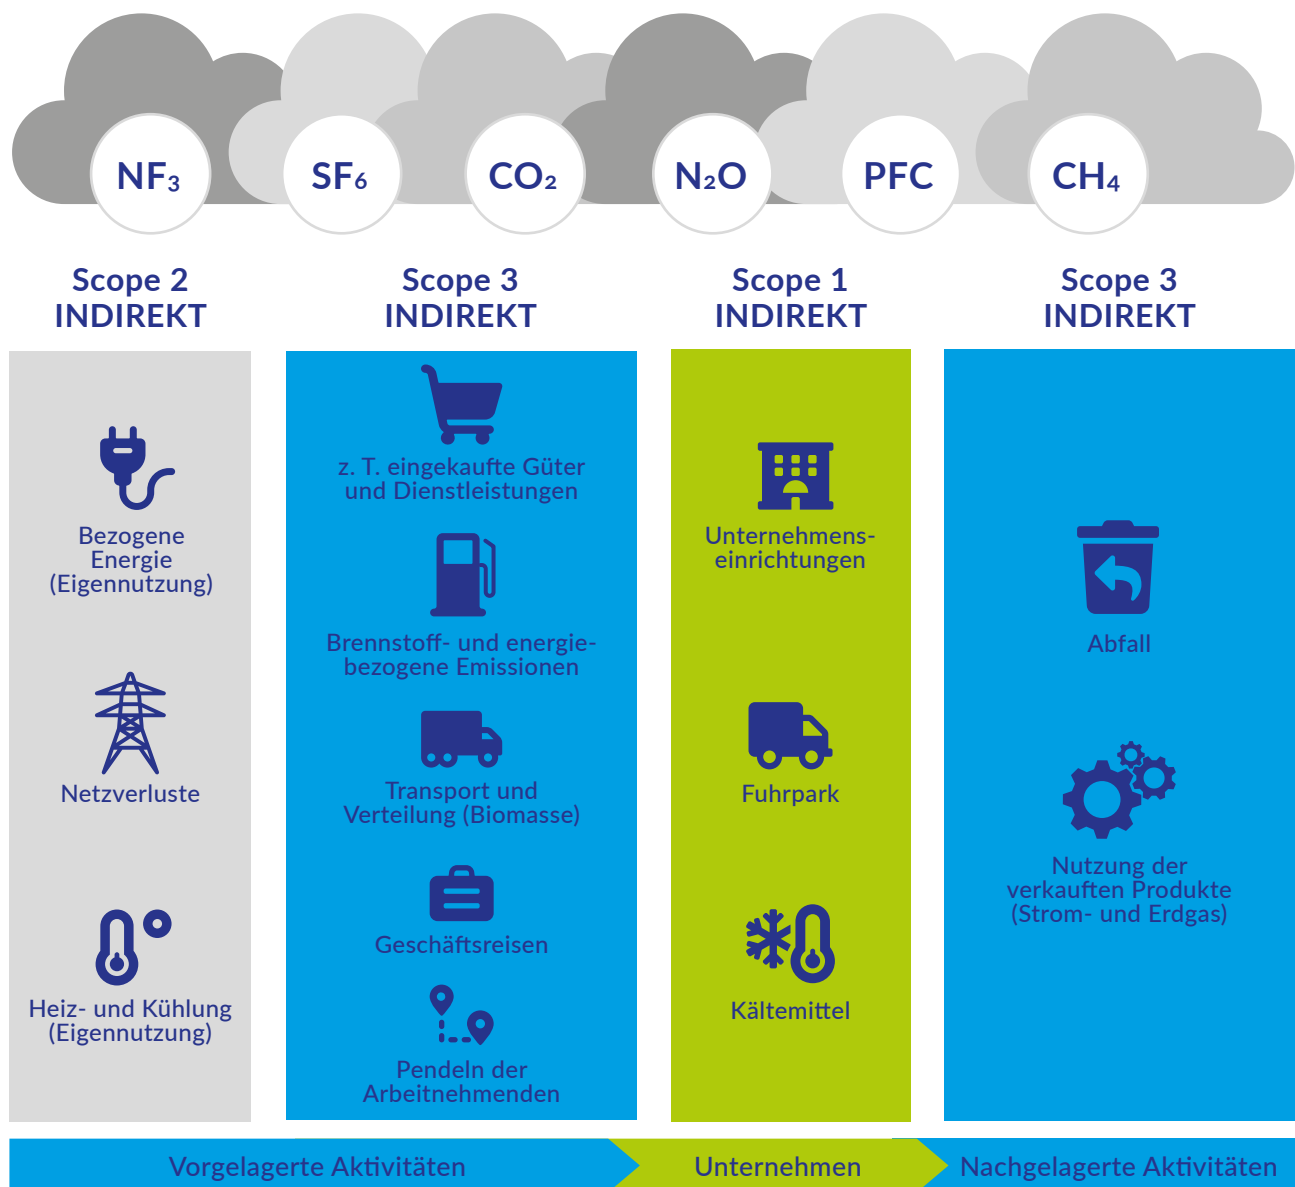 NF₃
SF₆
CO₂
N₂O
PFC
CH₄
Scope 2
INDIREKT
Bezogene
Energie
(Eigennutzung)
Netzverluste
Heiz- und Kühlung
(Eigennutzung)
Scope 3
INDIREKT
z. T. eingekaufte Güter
und Dienstleistungen
Brennstoff- und energie-
bezogene Emissionen
Transport und
Verteilung (Biomasse)
Geschäftsreisen
Pendeln der
Arbeitnehmenden
Scope 1
INDIREKT
Unternehmens-
einrichtungen
Fuhrpark
Kältemittel
Scope 3
INDIREKT
Abfall
Nutzung der
verkauften Produkte
(Strom- und Erdgas)
Vorgelagerte Aktivitäten
Unternehmen
Nachgelagerte Aktivitäten